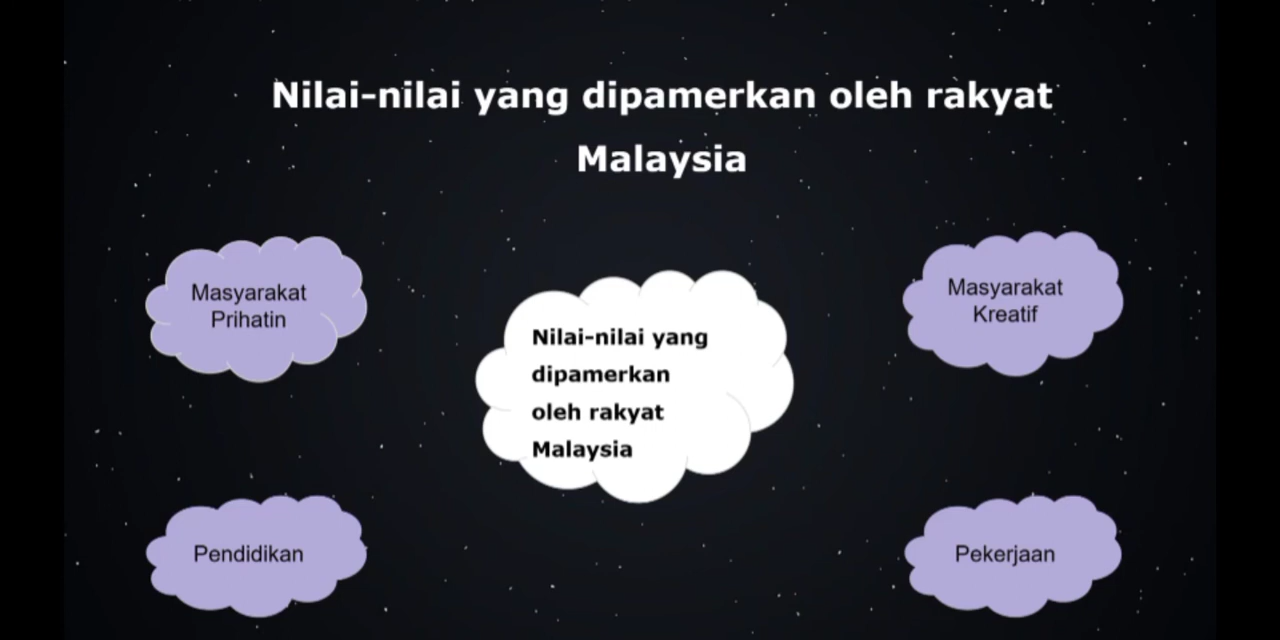 Nilai-nilai yang dipamerkan oleh rakyat
Malaysia
Masyarakat
Prihatin
Masyarakat
Kreatif
Nilai-nilai yang
dipamerkan
oleh rakyat
Malaysia
Pendidikan
Pekerjaan